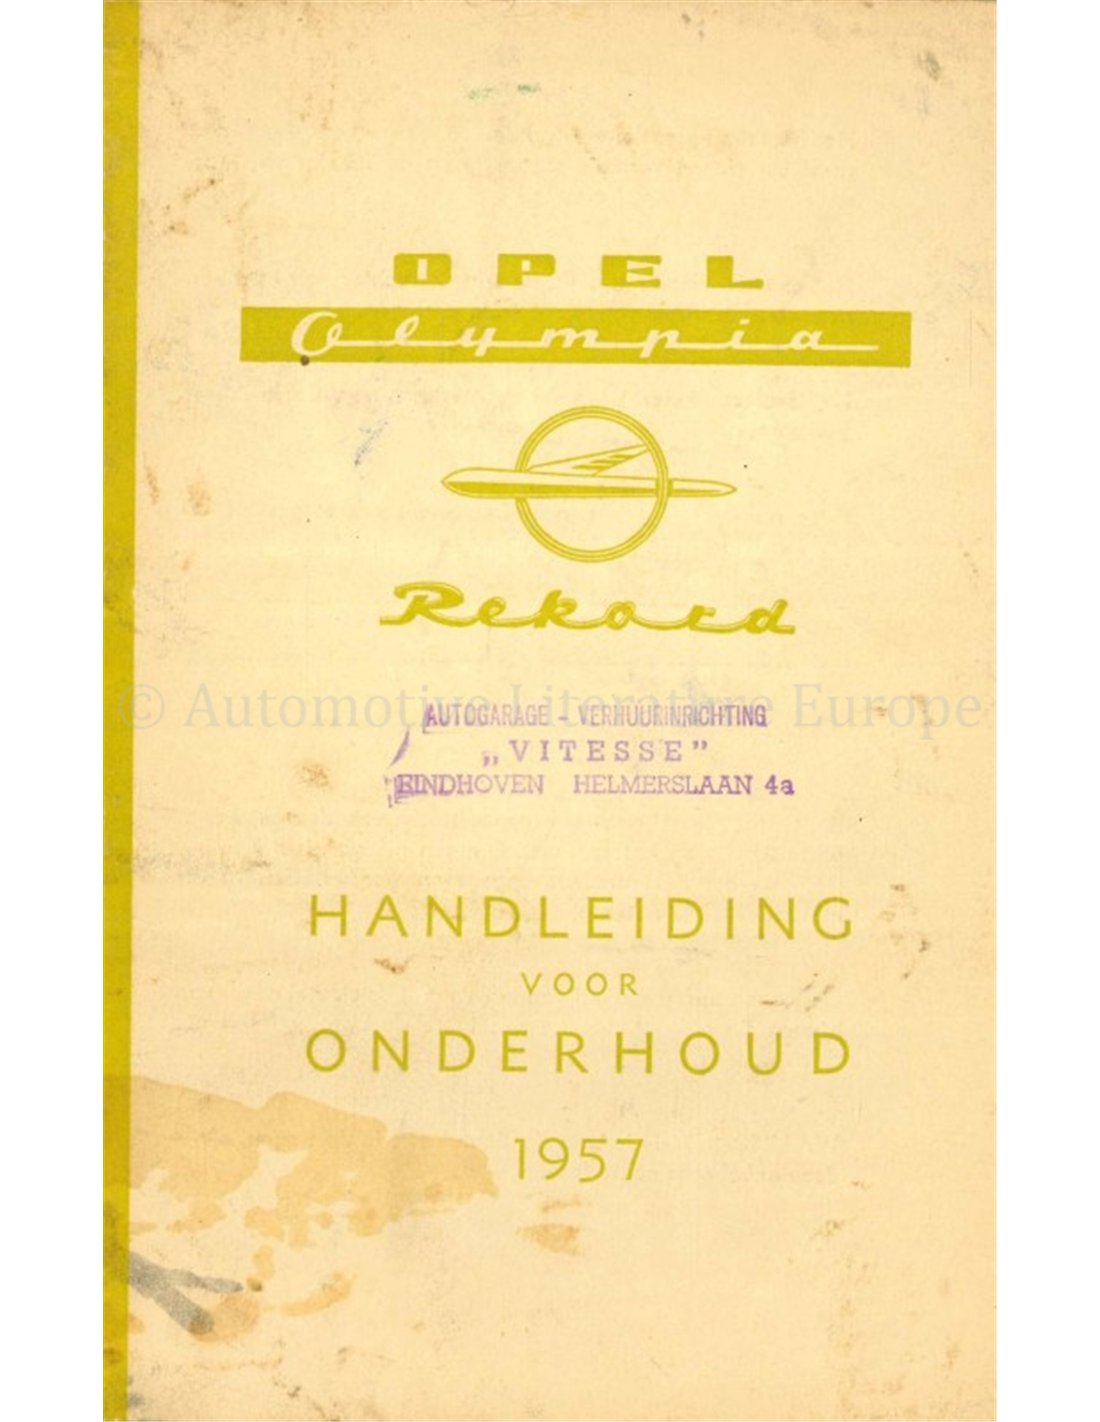 OPEL
Olympia
Rekord
© Automotive Literature Europe
AUTOGARAGE - VERHUURINRICHTING
„VITESSE"
EINDHOVEN HELMERSLAAN 4a
HANDLEIDING
VOOR
ONDERHOUD
1957